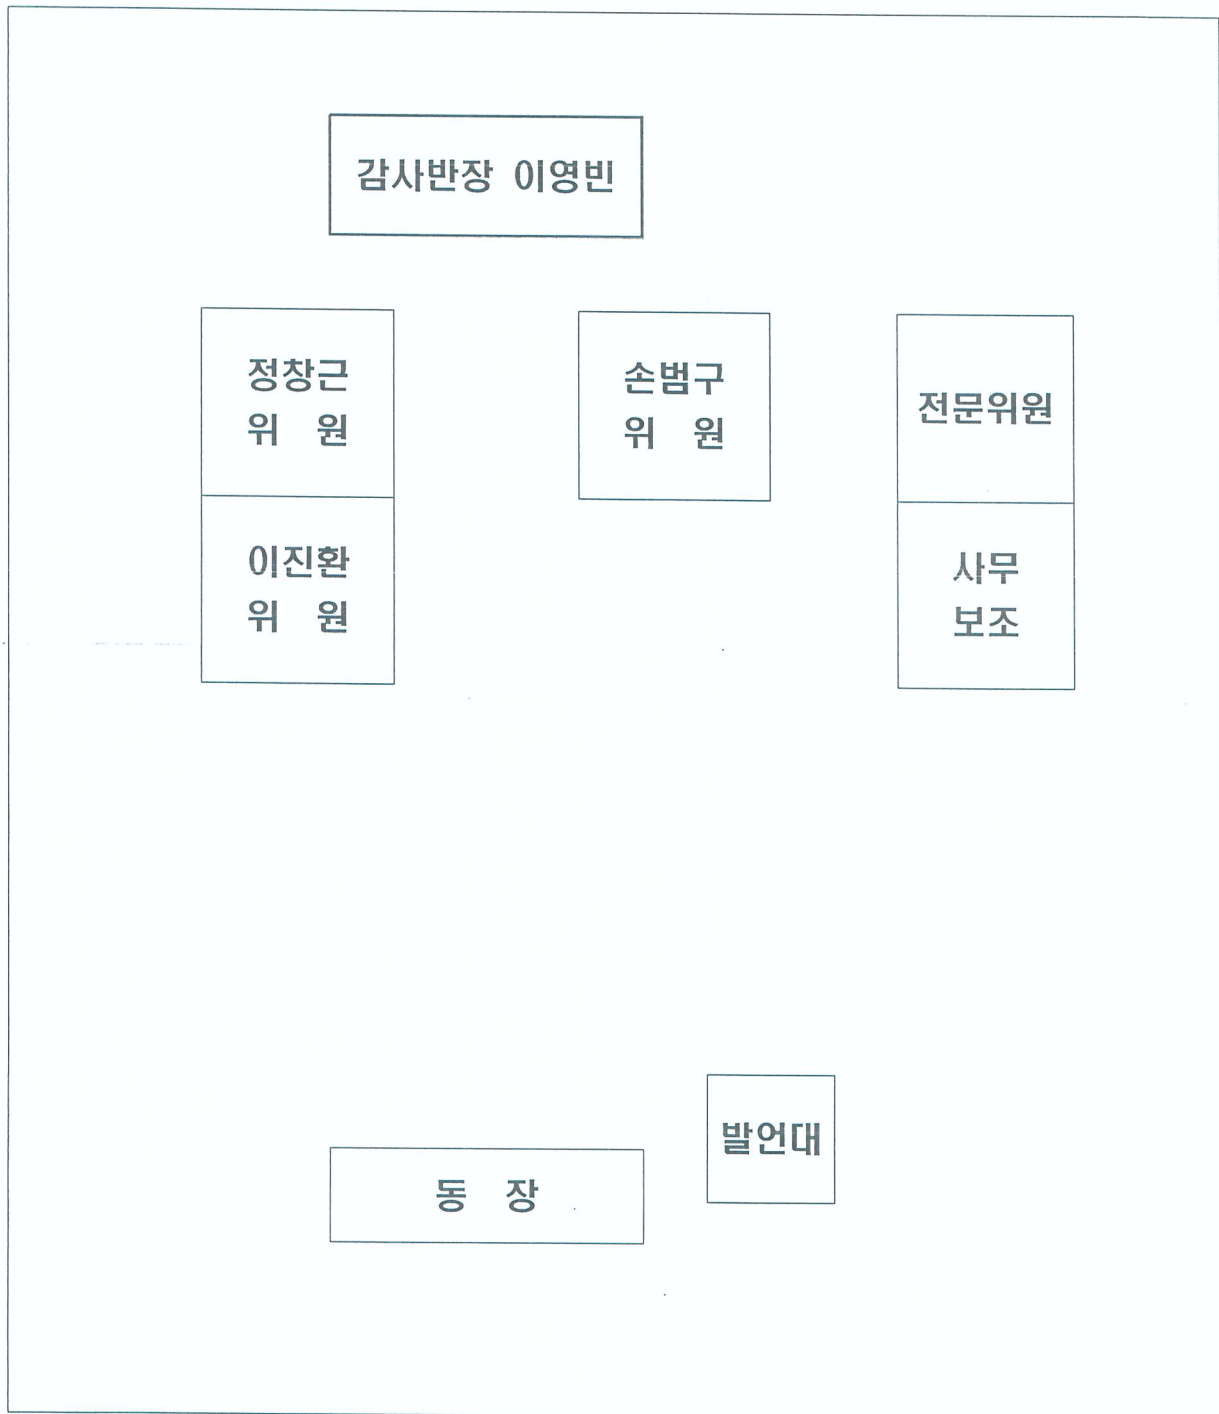 감사반장 이영빈
정창근
위 원
손범구
위 원
전문위원
이진환
위 원
사무
보조
발언대
동 장